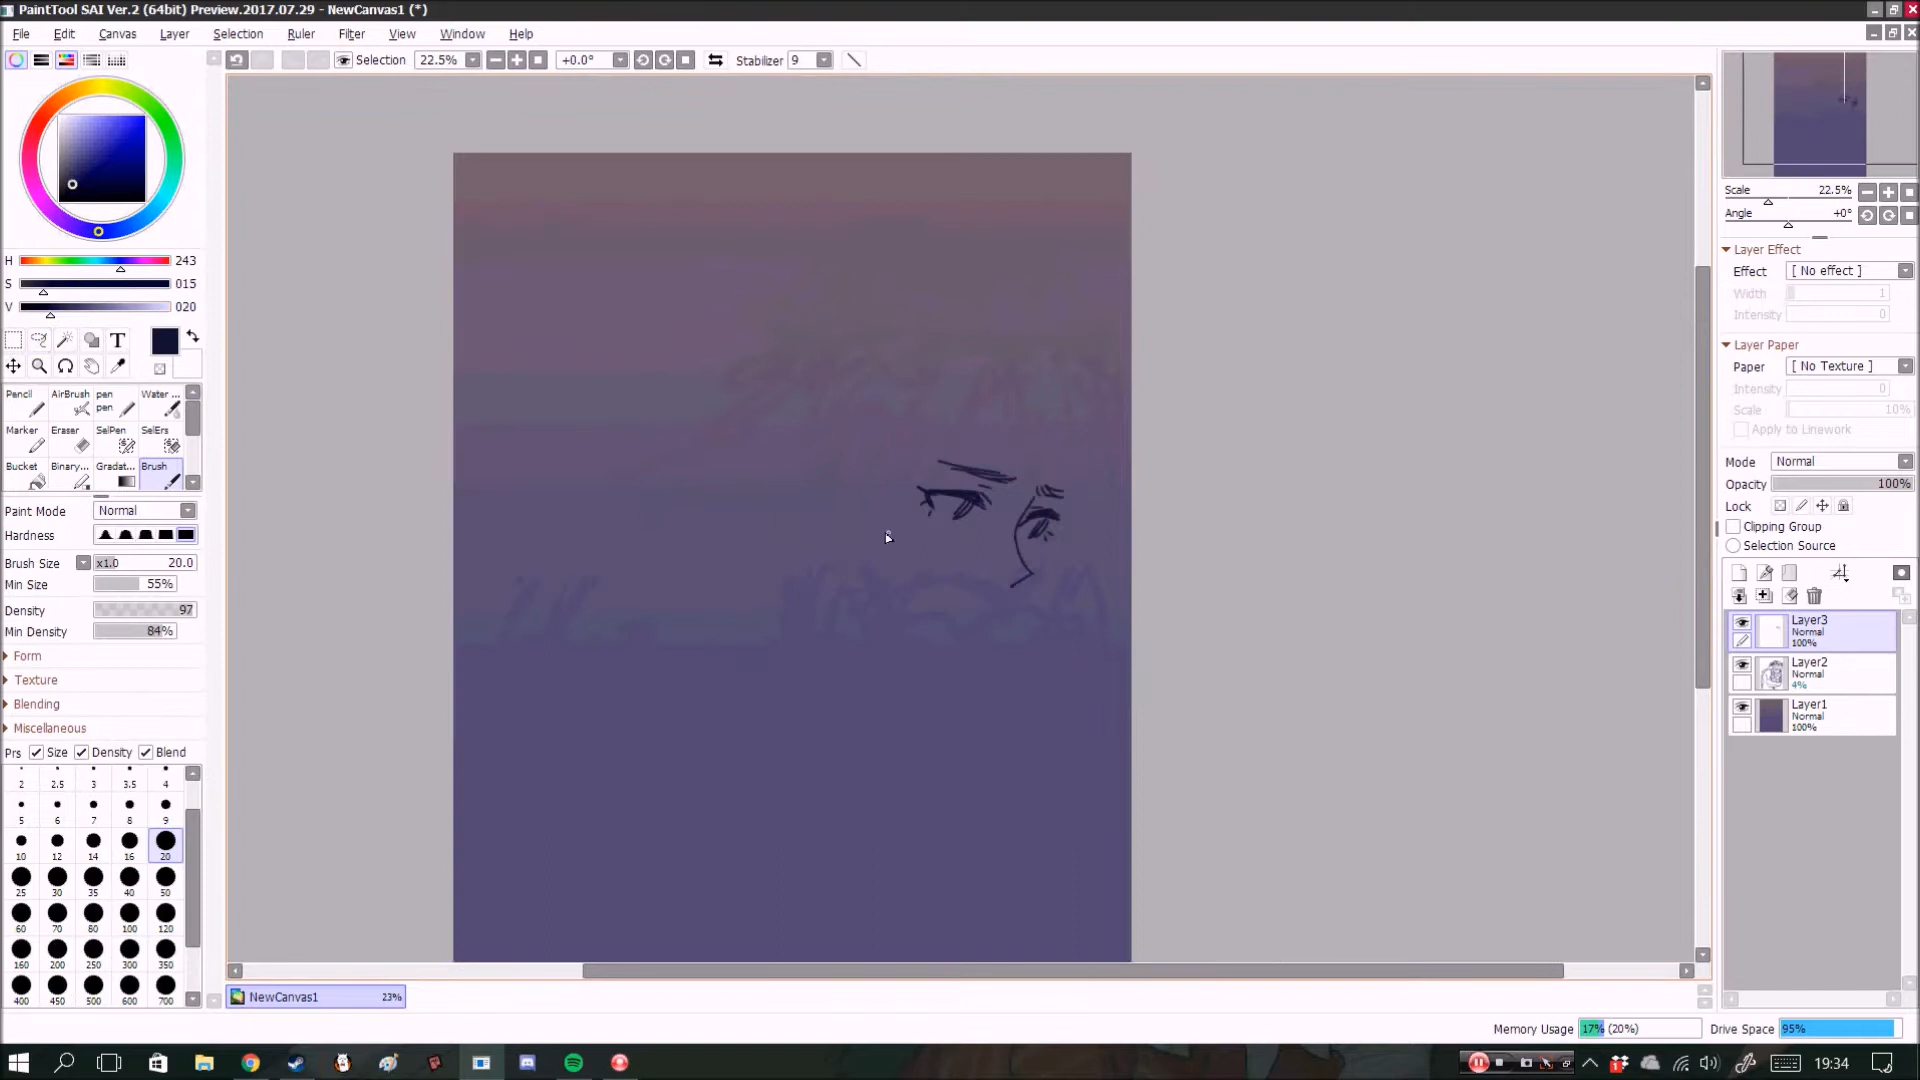 PaintTool SAI Ver.2 (64bit) Preview.2017.07.29 - NewCanvas1 (*)
File Edit Canvas Layer Selection Ruler Filter View Window Help
Selection 22.5% +0.0° Stabilizer 9
Scale 22.5%
Angle +0°
H 243
S 015
V 020
T
Layer Effect
Effect [ No effect ]
Width 1
Intensity 0
Layer Paper
Paper [ No Texture ]
Intensity 0
Scale 10%
Apply to Linework
Mode Normal
Opacity 100%
Lock
Clipping Group
Selection Source
Layer3
Normal
100%
Layer2
Normal
4%
Layer1
Normal
100%
Pencil AirBrush pen pen Water ...
Marker Eraser SelPen SelErs
Bucket Binary... Gradat... Brush
Paint Mode Normal
Hardness
Brush Size x1.0 20.0
Min Size 55%
Density 97
Min Density 84%
Form
Texture
Blending
Miscellaneous
Prs Size Density Blend
2 2.5 3 3.5 4
5 6 7 8 9
10 12 14 16 20
25 30 35 40 50
60 70 80 100 120
160 200 250 300 350
400 450 500 600 700
NewCanvas1 23%
Memory Usage 17% (20%) Drive Space 95%
19:34